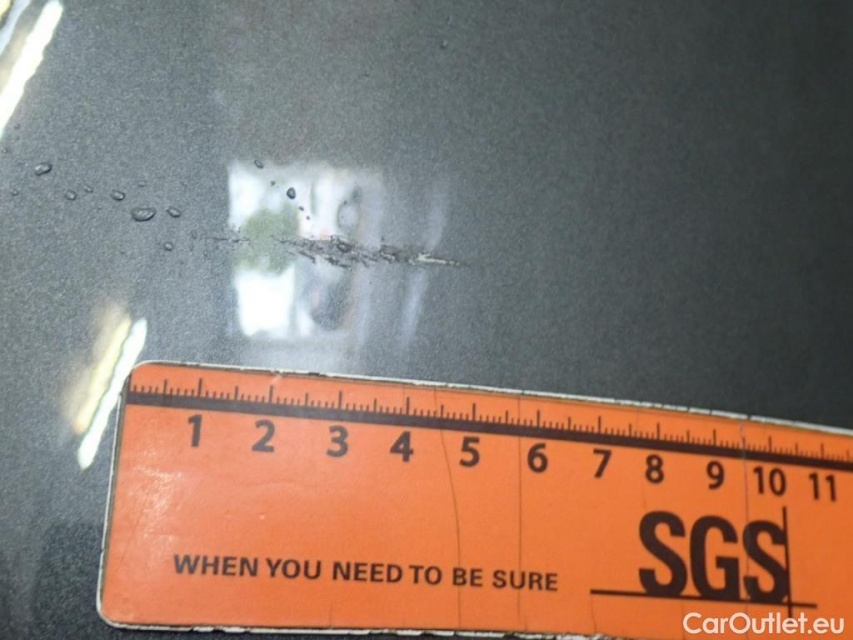 1 2 3 4 5 6 7 8 9 10 11
SGS
WHEN YOU NEED TO BE SURE
CarOutlet.eu